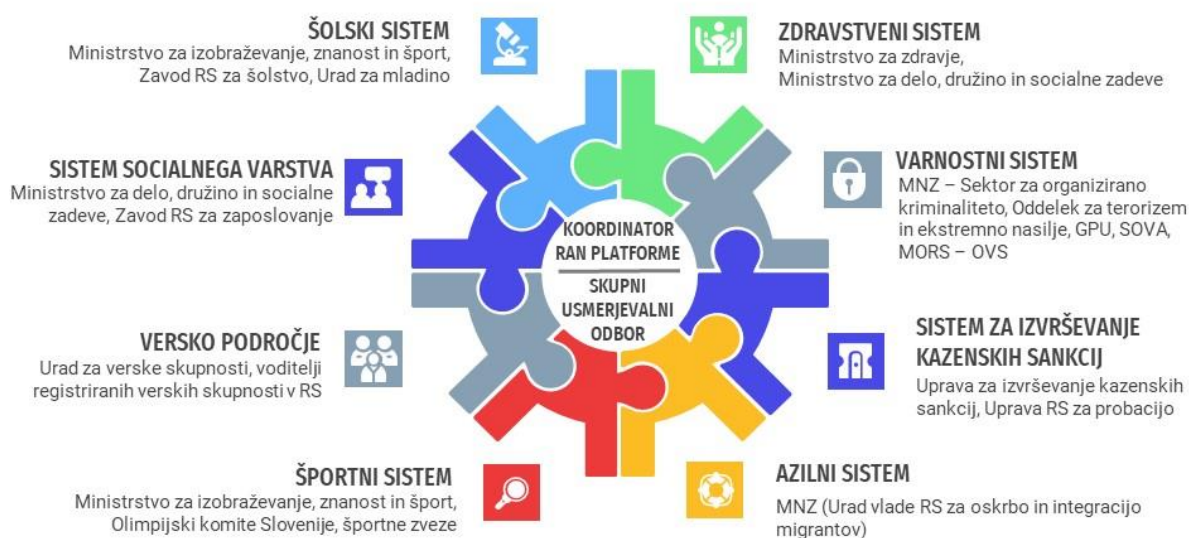 ŠOLSKI SISTEM
Ministrstvo za izobraževanje, znanost in šport,
Zavod RS za šolstvo, Urad za mladino
ZDRAVSTVENI SISTEM
Ministrstvo za zdravje,
Ministrstvo za delo, družino in socialne zadeve
SISTEM SOCIALNEGA VARSTVA
Ministrstvo za delo, družino in socialne
zadeve, Zavod RS za zaposlovanje
VARNOSTNI SISTEM
MNZ – Sektor za organizirano
kriminaliteto, Oddelek za terorizem
in ekstremno nasilje, GPU, SOVA,
MORS – OVS
KOORDINATOR
RAN PLATFORME
SKUPNI
USMERJEVALNI
ODBOR
VERSKO PODROČJE
Urad za verske skupnosti, voditelji
registriranih verskih skupnosti v RS
SISTEM ZA IZVRŠEVANJE
KAZENSKIH SANKCIJ
Uprava za izvrševanje kazenskih
sankcij, Uprava RS za probacijo
ŠPORTNI SISTEM
Ministrstvo za izobraževanje, znanost in šport,
Olimpijski komite Slovenije, športne zveze
AZILNI SISTEM
MNZ (Urad vlade RS za oskrbo in integracijo
migrantov)